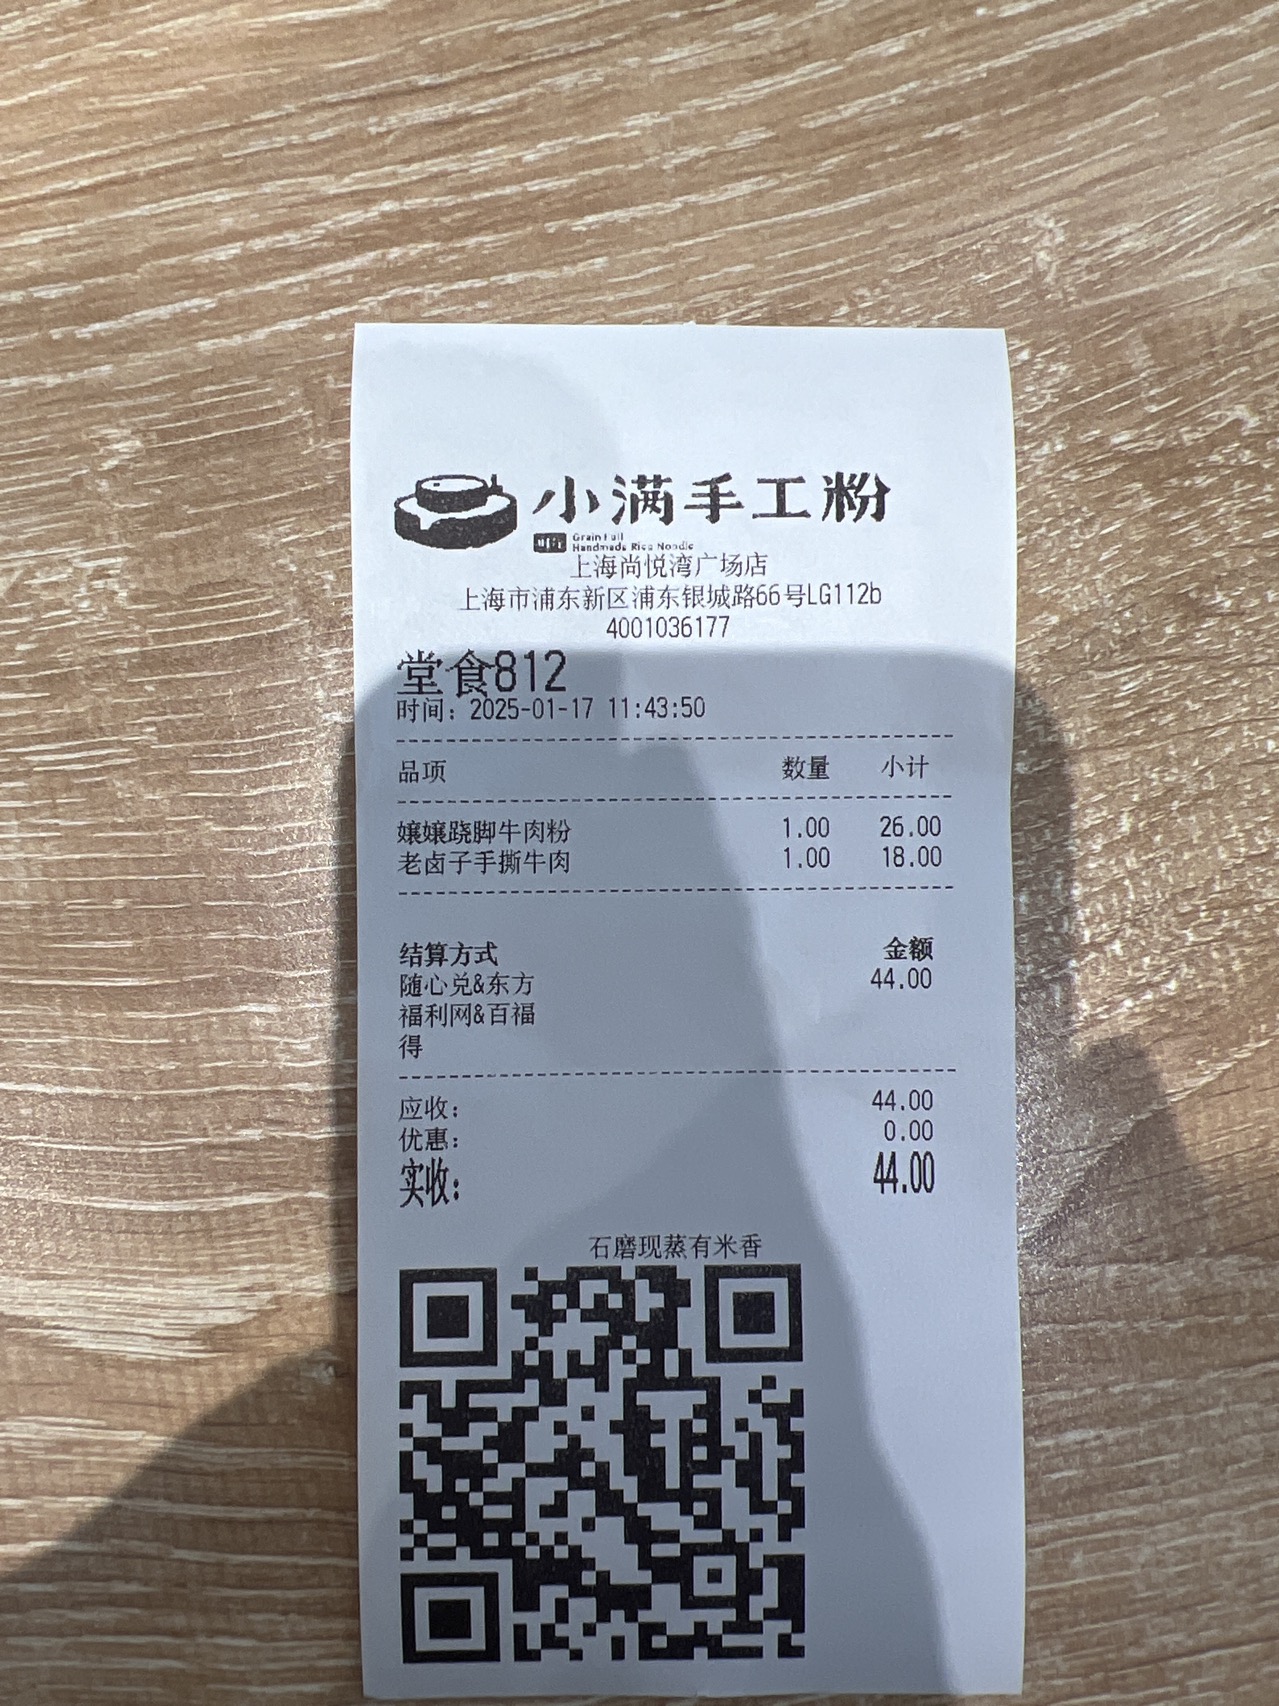 小满手工粉
Grain Full
Handmade Rice Noodle
上海尚悦湾广场店
上海市浦东新区浦东银城路66号LG112b
4001036177
堂食812
时间：2025-01-17 11:43:50
品项 数量 小计
孃孃跷脚牛肉粉 1.00 26.00
老卤子手撕牛肉 1.00 18.00
结算方式 金额
随心兑&东方 44.00
福利网&百福
得
应收： 44.00
优惠： 0.00
实收： 44.00
石磨现蒸有米香